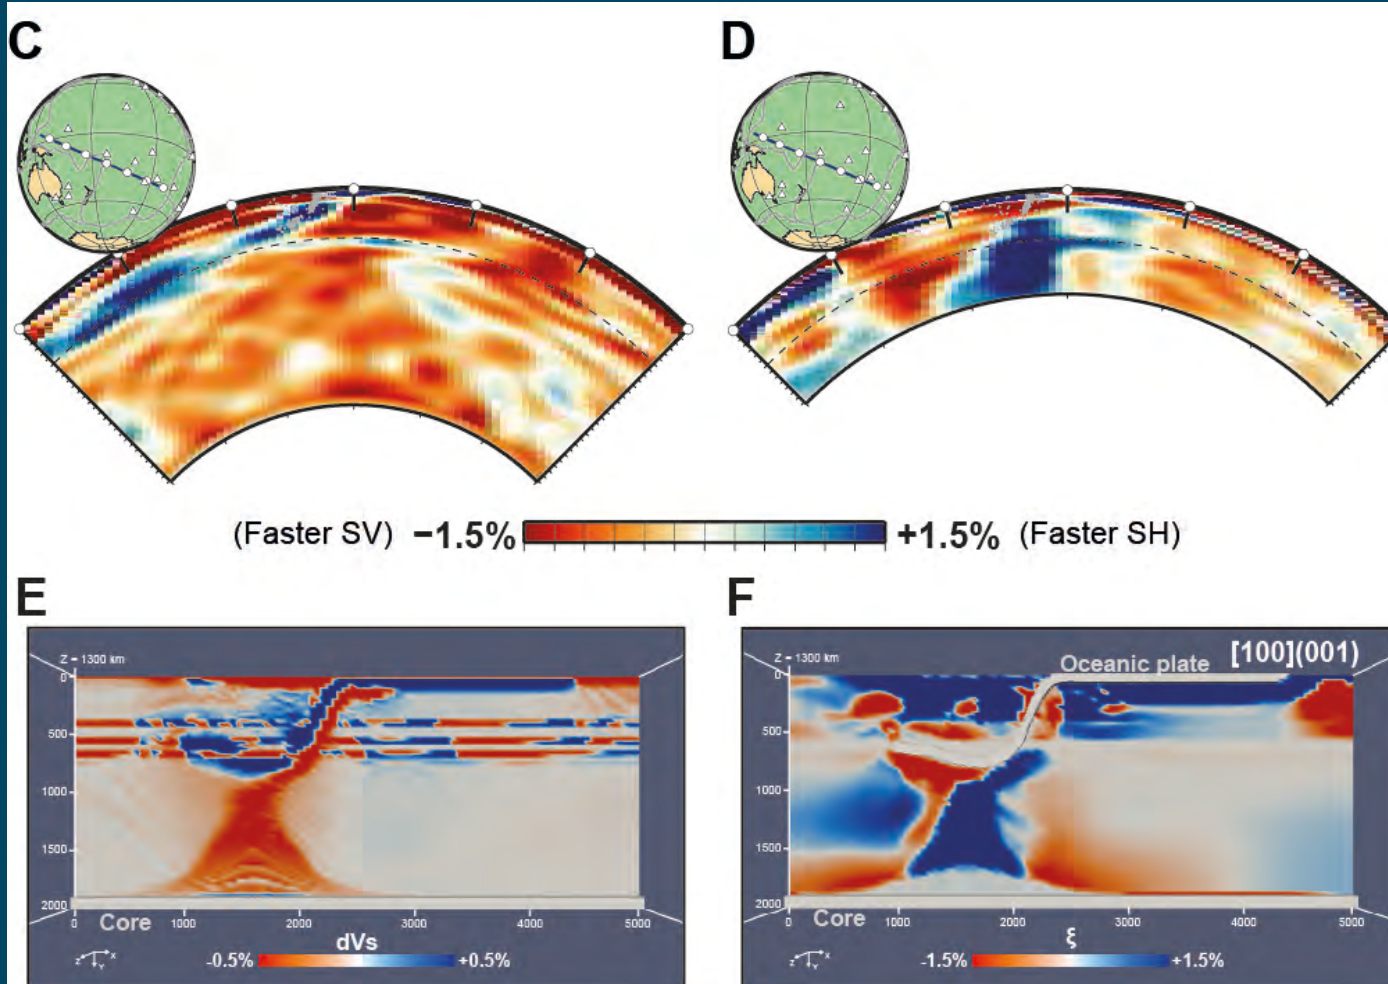 C
D
(Faster SV) −1.5% +1.5% (Faster SH)
E
F
Z = 1300 km
0
500
1000
1500
2000
0 1000 2000 3000 4000 5000
Core
dVs
-0.5% +0.5%
z x Y
Z = 1300 km
[100](001)
Oceanic plate
0
500
1000
1500
2000
0 1000 2000 3000 4000 5000
Core
ξ
-1.5% +1.5%
z x Y